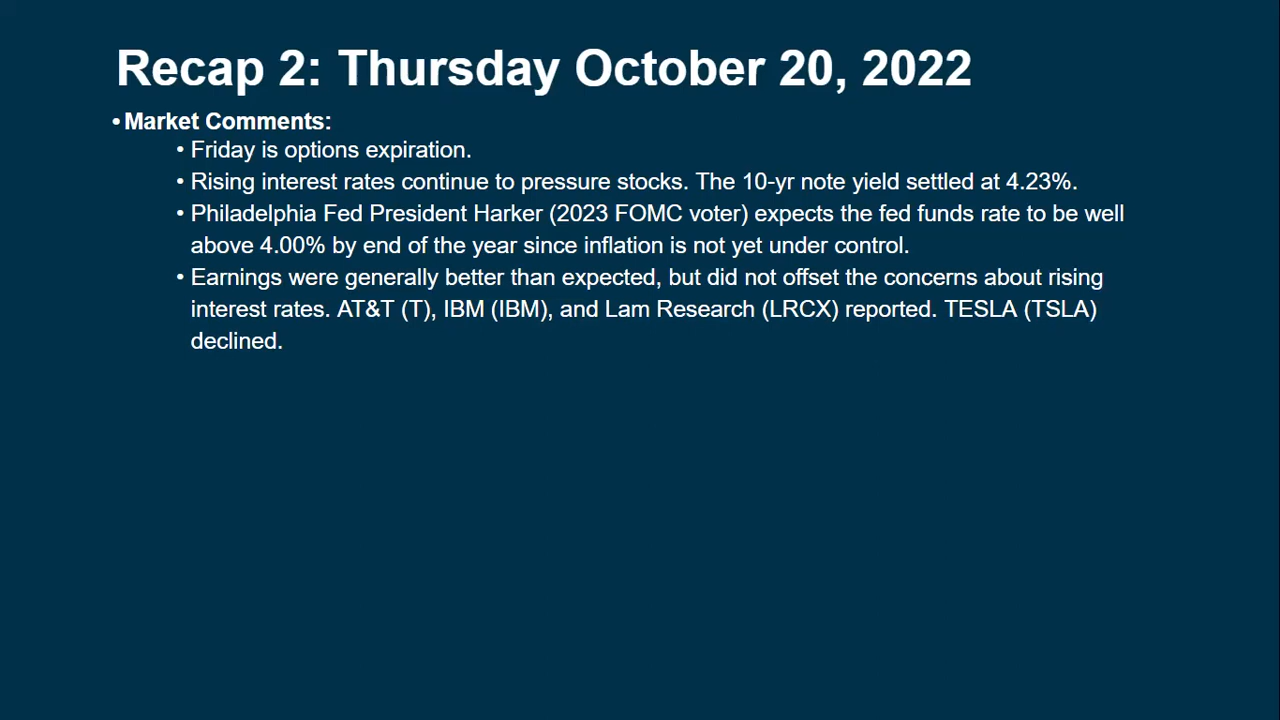 Recap 2: Thursday October 20, 2022
• Market Comments:
• Friday is options expiration.
• Rising interest rates continue to pressure stocks. The 10-yr note yield settled at 4.23%.
• Philadelphia Fed President Harker (2023 FOMC voter) expects the fed funds rate to be well
above 4.00% by end of the year since inflation is not yet under control.
• Earnings were generally better than expected, but did not offset the concerns about rising
interest rates. AT&T (T), IBM (IBM), and Lam Research (LRCX) reported. TESLA (TSLA)
declined.